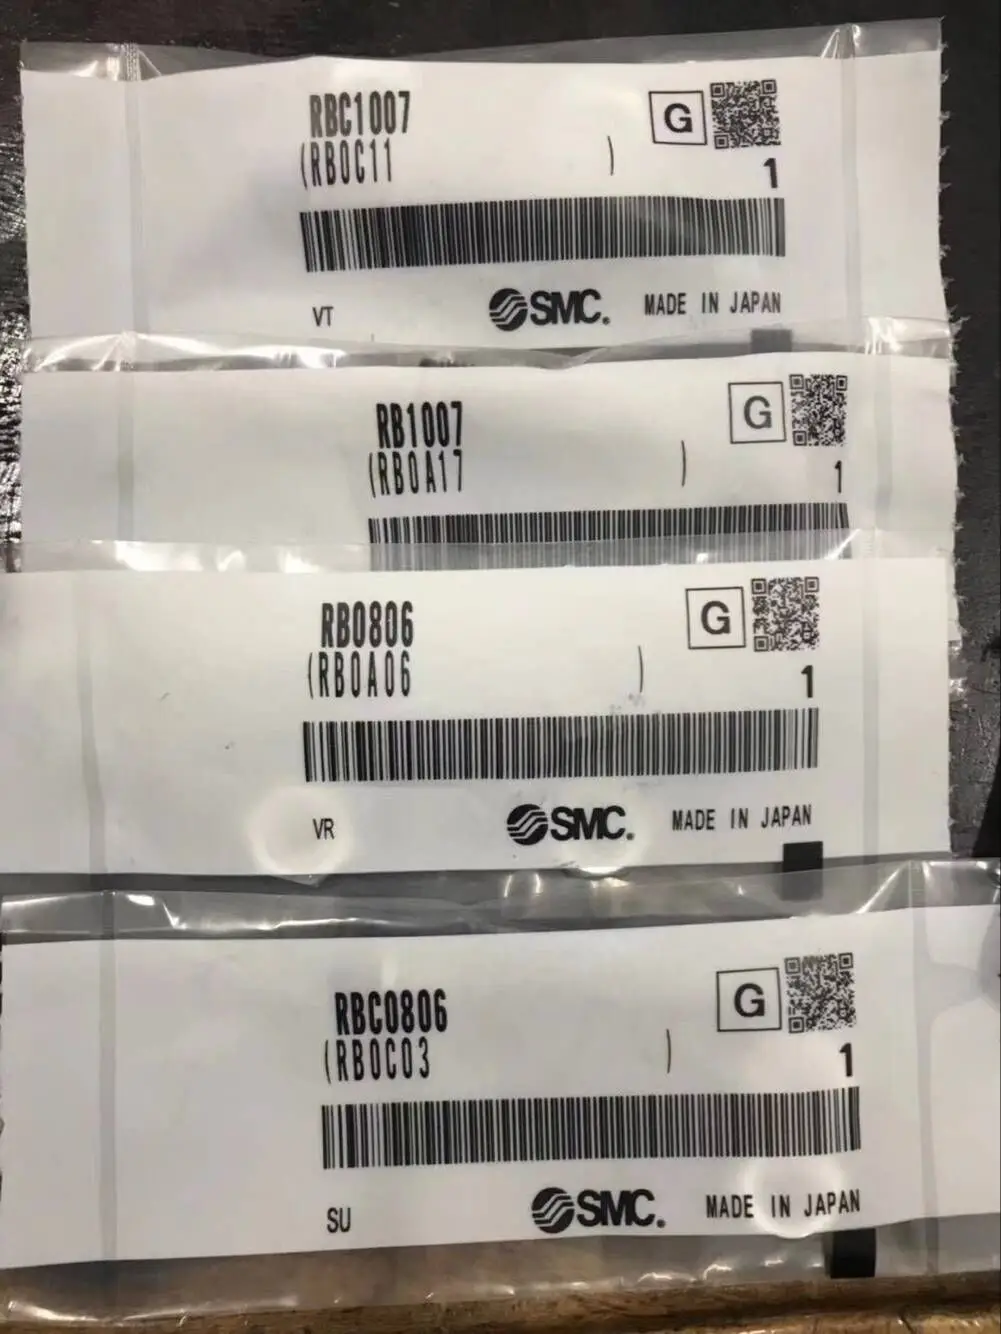 RBC1007
G
(RB0C11 )
1
VT
SMC.
MADE IN JAPAN
RB1007
G
(RB0A17 )
1
RB0806
G
(RB0A06 )
1
VR
SMC.
MADE IN JAPAN
RBC0806
G
(RB0C03 )
1
SU
SMC.
MADE IN JAPAN